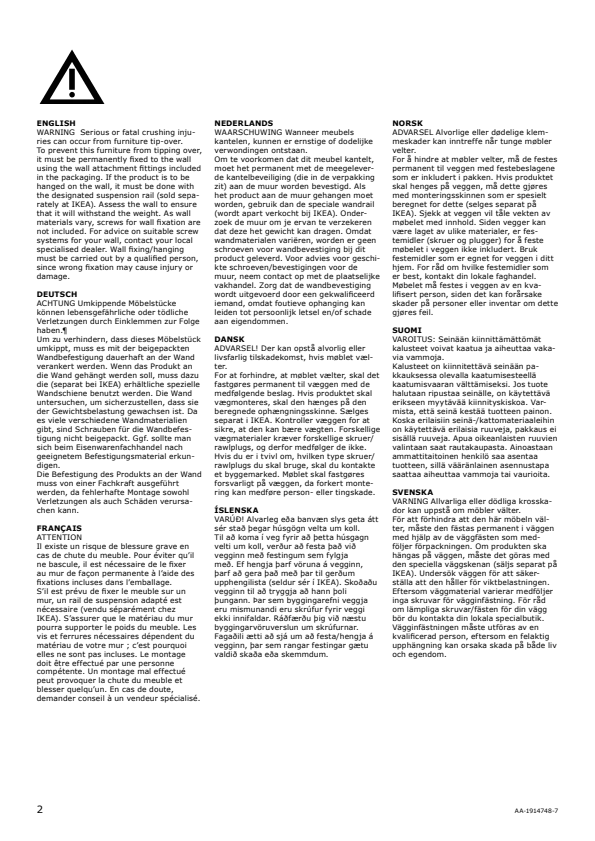 ENGLISH
WARNING  Serious or fatal crushing inju-
ries can occur from furniture tip-over.
To prevent this furniture from tipping over,
it must be permanently fixed to the wall
using the wall attachment fittings included
in the packaging. If the product is to be
hanged on the wall, it must be done with
the designated suspension rail (sold sepa-
rately at IKEA). Assess the wall to ensure
that it will withstand the weight. As wall
materials vary, screws for wall fixation are
not included. For advice on suitable screw
systems for your wall, contact your local
specialised dealer. Wall fixing/hanging
must be carried out by a qualified person,
since wrong fixation may cause injury or
damage.
DEUTSCH
ACHTUNG Umkippende Möbelstücke
können lebensgefährliche oder tödliche
Verletzungen durch Einklemmen zur Folge
haben.¶
Um zu verhindern, dass dieses Möbelstück
umkippt, muss es mit der beigepackten
Wandbefestigung dauerhaft an der Wand
verankert werden. Wenn das Produkt an
die Wand gehängt werden soll, muss dazu
die (separat bei IKEA) erhältliche spezielle
Wandschiene benutzt werden. Die Wand
untersuchen, um sicherzustellen, dass sie
der Gewichtsbelastung gewachsen ist. Da
es viele verschiedene Wandmaterialien
gibt, sind Schrauben für die Wandbefes-
tigung nicht beigepackt. Ggf. sollte man
sich beim Eisenwarenfachhandel nach
geeignetem Befestigungsmaterial erkun-
digen.
Die Befestigung des Produkts an der Wand
muss von einer Fachkraft ausgeführt
werden, da fehlerhafte Montage sowohl
Verletzungen als auch Schäden verursa-
chen kann.
FRANÇAIS
ATTENTION
Il existe un risque de blessure grave en
cas de chute du meuble. Pour éviter qu'il
ne bascule, il est nécessaire de le fixer
au mur de façon permanente à l'aide des
fixations incluses dans l'emballage.
S'il est prévu de fixer le meuble sur un
mur, un rail de suspension adapté est
nécessaire (vendu séparément chez
IKEA). S'assurer que le matériau du mur
pourra supporter le poids du meuble. Les
vis et ferrures nécessaires dépendent du
matériau de votre mur ; c'est pourquoi
elles ne sont pas incluses. Le montage
doit être effectué par une personne
compétente. Un montage mal effectué
peut provoquer la chute du meuble et
blesser quelqu'un. En cas de doute,
demander conseil à un vendeur spécialisé.
NEDERLANDS
WAARSCHUWING Wanneer meubels
kantelen, kunnen er ernstige of dodelijke
verwondingen ontstaan.
Om te voorkomen dat dit meubel kantelt,
moet het permanent met de meegelever-
de kantelbeveiliging (die in de verpakking
zit) aan de muur worden bevestigd. Als
het product aan de muur gehangen moet
worden, gebruik dan de speciale wandrail
(wordt apart verkocht bij IKEA). Onder-
zoek de muur om je ervan te verzekeren
dat deze het gewicht kan dragen. Omdat
wandmaterialen variëren, worden er geen
schroeven voor wandbevestiging bij dit
product geleverd. Voor advies voor geschi-
kte schroeven/bevestigingen voor de
muur, neem contact op met de plaatselijke
vakhandel. Zorg dat de wandbevestiging
wordt uitgevoerd door een gekwalificeerd
iemand, omdat foutieve ophanging kan
leiden tot persoonlijk letsel en/of schade
aan eigendommen.
DANSK
ADVARSEL! Der kan opstå alvorlig eller
livsfarlig tilskadekomst, hvis møblet væl-
ter.
For at forhindre, at møblet vælter, skal det
fastgøres permanent til væggen med de
medfølgende beslag. Hvis produktet skal
vægmonteres, skal den hænges på den
beregnede ophængningsskinne. Sælges
separat i IKEA. Kontroller væggen for at
sikre, at den kan bære vægten. Forskellige
vægmaterialer kræver forskellige skruer/
rawlplugs, og derfor medfølger de ikke.
Hvis du er i tvivl om, hvilken type skruer/
rawlplugs du skal bruge, skal du kontakte
et byggemarked. Møblet skal fastgøres
forsvarligt på væggen, da forkert monte-
ring kan medføre person- eller tingskade.
ÍSLENSKA
VARÚÐ! Alvarleg eða banvæn slys geta átt
sér stað þegar húsgögn velta um koll.
Til að koma í veg fyrir að þetta húsgagn
velti um koll, verður að festa það við
vegginn með festingum sem fylgja
með. Ef hengja þarf vöruna á vegginn,
þarf að gera það með þar til gerðum
upphengilista (seldur sér í IKEA). Skoðaðu
vegginn til að tryggja að hann þoli
þungann. Þar sem byggingarefni veggja
eru mismunandi eru skrúfur fyrir veggi
ekki innifaldar. Ráðfærðu þig við næstu
byggingarvöruverslun um skrúfurnar.
Fagaðili ætti að sjá um að festa/hengja á
vegginn, þar sem rangar festingar gætu
valdið skaða eða skemmdum.
NORSK
ADVARSEL Alvorlige eller dødelige klem-
meskader kan inntreffe når tunge møbler
velter.
For å hindre at møbler velter, må de festes
permanent til veggen med festebeslagene
som er inkludert i pakken. Hvis produktet
skal henges på veggen, må dette gjøres
med monteringsskinnen som er spesielt
beregnet for dette (selges separat på
IKEA). Sjekk at veggen vil tåle vekten av
møbelet med innhold. Siden vegger kan
være laget av ulike materialer, er fes-
temidler (skruer og plugger) for å feste
møbelet i veggen ikke inkludert. Bruk
festemidler som er egnet for veggen i ditt
hjem. For råd om hvilke festemidler som
er best, kontakt din lokale faghandel.
Møbelet må festes i veggen av en kva-
lifisert person, siden det kan forårsake
skader på personer eller inventar om dette
gjøres feil.
SUOMI
VAROITUS: Seinään kiinnittämättömät
kalusteet voivat kaatua ja aiheuttaa vaka-
via vammoja.
Kalusteet on kiinnitettävä seinään pa-
kkauksessa olevalla kaatumisesteellä
kaatumisvaaran välttämiseksi. Jos tuote
halutaan ripustaa seinälle, on käytettävä
erikseen myytävää kiinnityskiskoa. Var-
mista, että seinä kestää tuotteen painon.
Koska erilaisiin seinä-/kattomateriaaleihin
on käytettävä erilaisia ruuveja, pakkaus ei
sisällä ruuveja. Apua oikeanlaisten ruuvien
valintaan saat rautakaupasta. Ainoastaan
ammattitaitoinen henkilö saa asentaa
tuotteen, sillä vääränlainen asennustapa
saattaa aiheuttaa vammoja tai vaurioita.
SVENSKA
VARNING Allvarliga eller dödliga krosska-
dor kan uppstå om möbler välter.
För att förhindra att den här möbeln väl-
ter, måste den fästas permanent i väggen
med hjälp av de väggfästen som med-
följer förpackningen. Om produkten ska
hängas på väggen, måste det göras med
den speciella väggskenan (säljs separat på
IKEA). Undersök väggen för att säker-
ställa att den håller för viktbelastningen.
Eftersom väggmaterial varierar medföljer
inga skruvar för vägginfästning. För råd
om lämpliga skruvar/fästen för din vägg
bör du kontakta din lokala specialbutik.
Vägginfästningen måste utföras av en
kvalificerad person, eftersom en felaktig
upphängning kan orsaka skada på både liv
och egendom.
2
AA-1914748-7